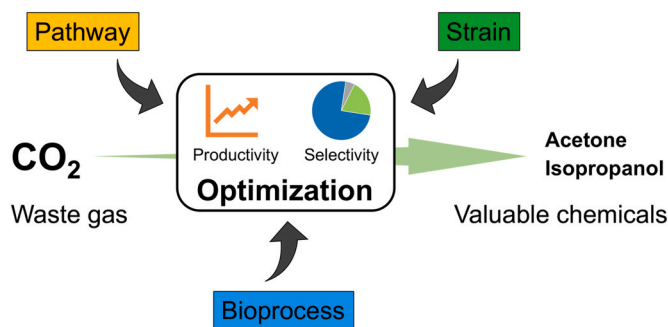 Pathway
Strain
Productivity
Selectivity
CO₂
Optimization
Acetone
Isopropanol
Waste gas
Valuable chemicals
Bioprocess